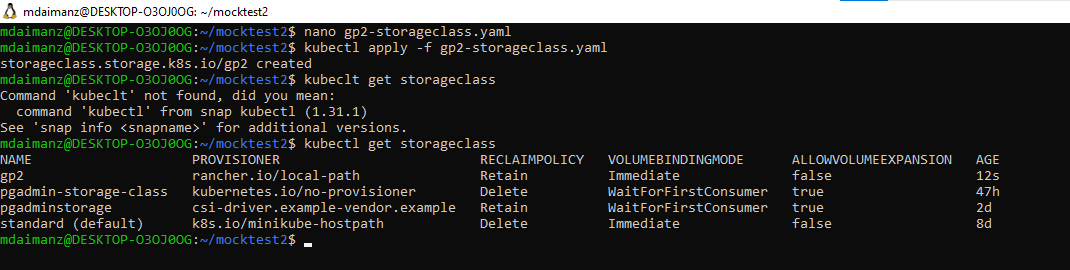 mdaimanz@DESKTOP-O3OJ0OG: ~/mocktest2
mdaimanz@DESKTOP-O3OJ0OG:~/mocktest2$ nano gp2-storageclass.yaml
mdaimanz@DESKTOP-O3OJ0OG:~/mocktest2$ kubectl apply -f gp2-storageclass.yaml
storageclass.storage.k8s.io/gp2 created
mdaimanz@DESKTOP-O3OJ0OG:~/mocktest2$ kubeclt get storageclass
Command 'kubeclt' not found, did you mean:
  command 'kubectl' from snap kubectl (1.31.1)
See 'snap info <snapname>' for additional versions.
mdaimanz@DESKTOP-O3OJ0OG:~/mocktest2$ kubectl get storageclass
NAME                    PROVISIONER                         RECLAIMPOLICY   VOLUMEBINDINGMODE      ALLOWVOLUMEEXPANSION   AGE
gp2                     rancher.io/local-path               Retain          Immediate              false                  12s
pgadmin-storage-class   kubernetes.io/no-provisioner        Delete          WaitForFirstConsumer   true                   47h
pgadminstorage          csi-driver.example-vendor.example   Retain          WaitForFirstConsumer   true                   2d
standard (default)      k8s.io/minikube-hostpath            Delete          Immediate              false                  8d
mdaimanz@DESKTOP-O3OJ0OG:~/mocktest2$